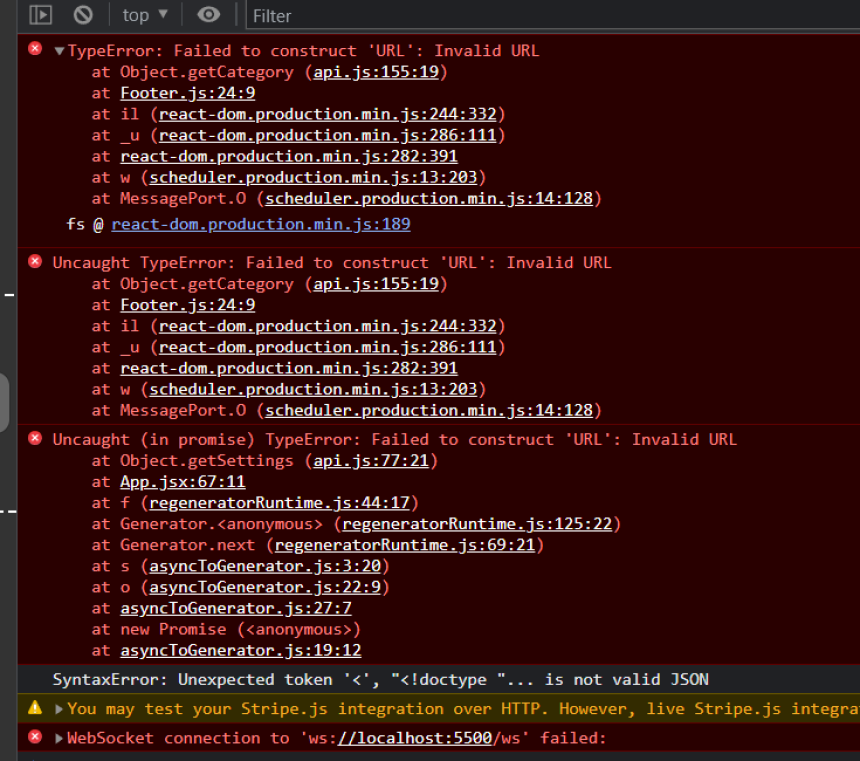 top ▼ Filter
▼TypeError: Failed to construct 'URL': Invalid URL
at Object.getCategory (api.js:155:19)
at Footer.js:24:9
at il (react-dom.production.min.js:244:332)
at _u (react-dom.production.min.js:286:111)
at react-dom.production.min.js:282:391
at w (scheduler.production.min.js:13:203)
at MessagePort.O (scheduler.production.min.js:14:128)
fs @ react-dom.production.min.js:189
Uncaught TypeError: Failed to construct 'URL': Invalid URL
at Object.getCategory (api.js:155:19)
at Footer.js:24:9
at il (react-dom.production.min.js:244:332)
at _u (react-dom.production.min.js:286:111)
at react-dom.production.min.js:282:391
at w (scheduler.production.min.js:13:203)
at MessagePort.O (scheduler.production.min.js:14:128)
Uncaught (in promise) TypeError: Failed to construct 'URL': Invalid URL
at Object.getSettings (api.js:77:21)
at App.jsx:67:11
at f (regeneratorRuntime.js:44:17)
at Generator.<anonymous> (regeneratorRuntime.js:125:22)
at Generator.next (regeneratorRuntime.js:69:21)
at s (asyncToGenerator.js:3:20)
at o (asyncToGenerator.js:22:9)
at asyncToGenerator.js:27:7
at new Promise (<anonymous>)
at asyncToGenerator.js:19:12
SyntaxError: Unexpected token '<', "<!doctype "... is not valid JSON
▶You may test your Stripe.js integration over HTTP. However, live Stripe.js integra
▶WebSocket connection to 'ws://localhost:5500/ws' failed: